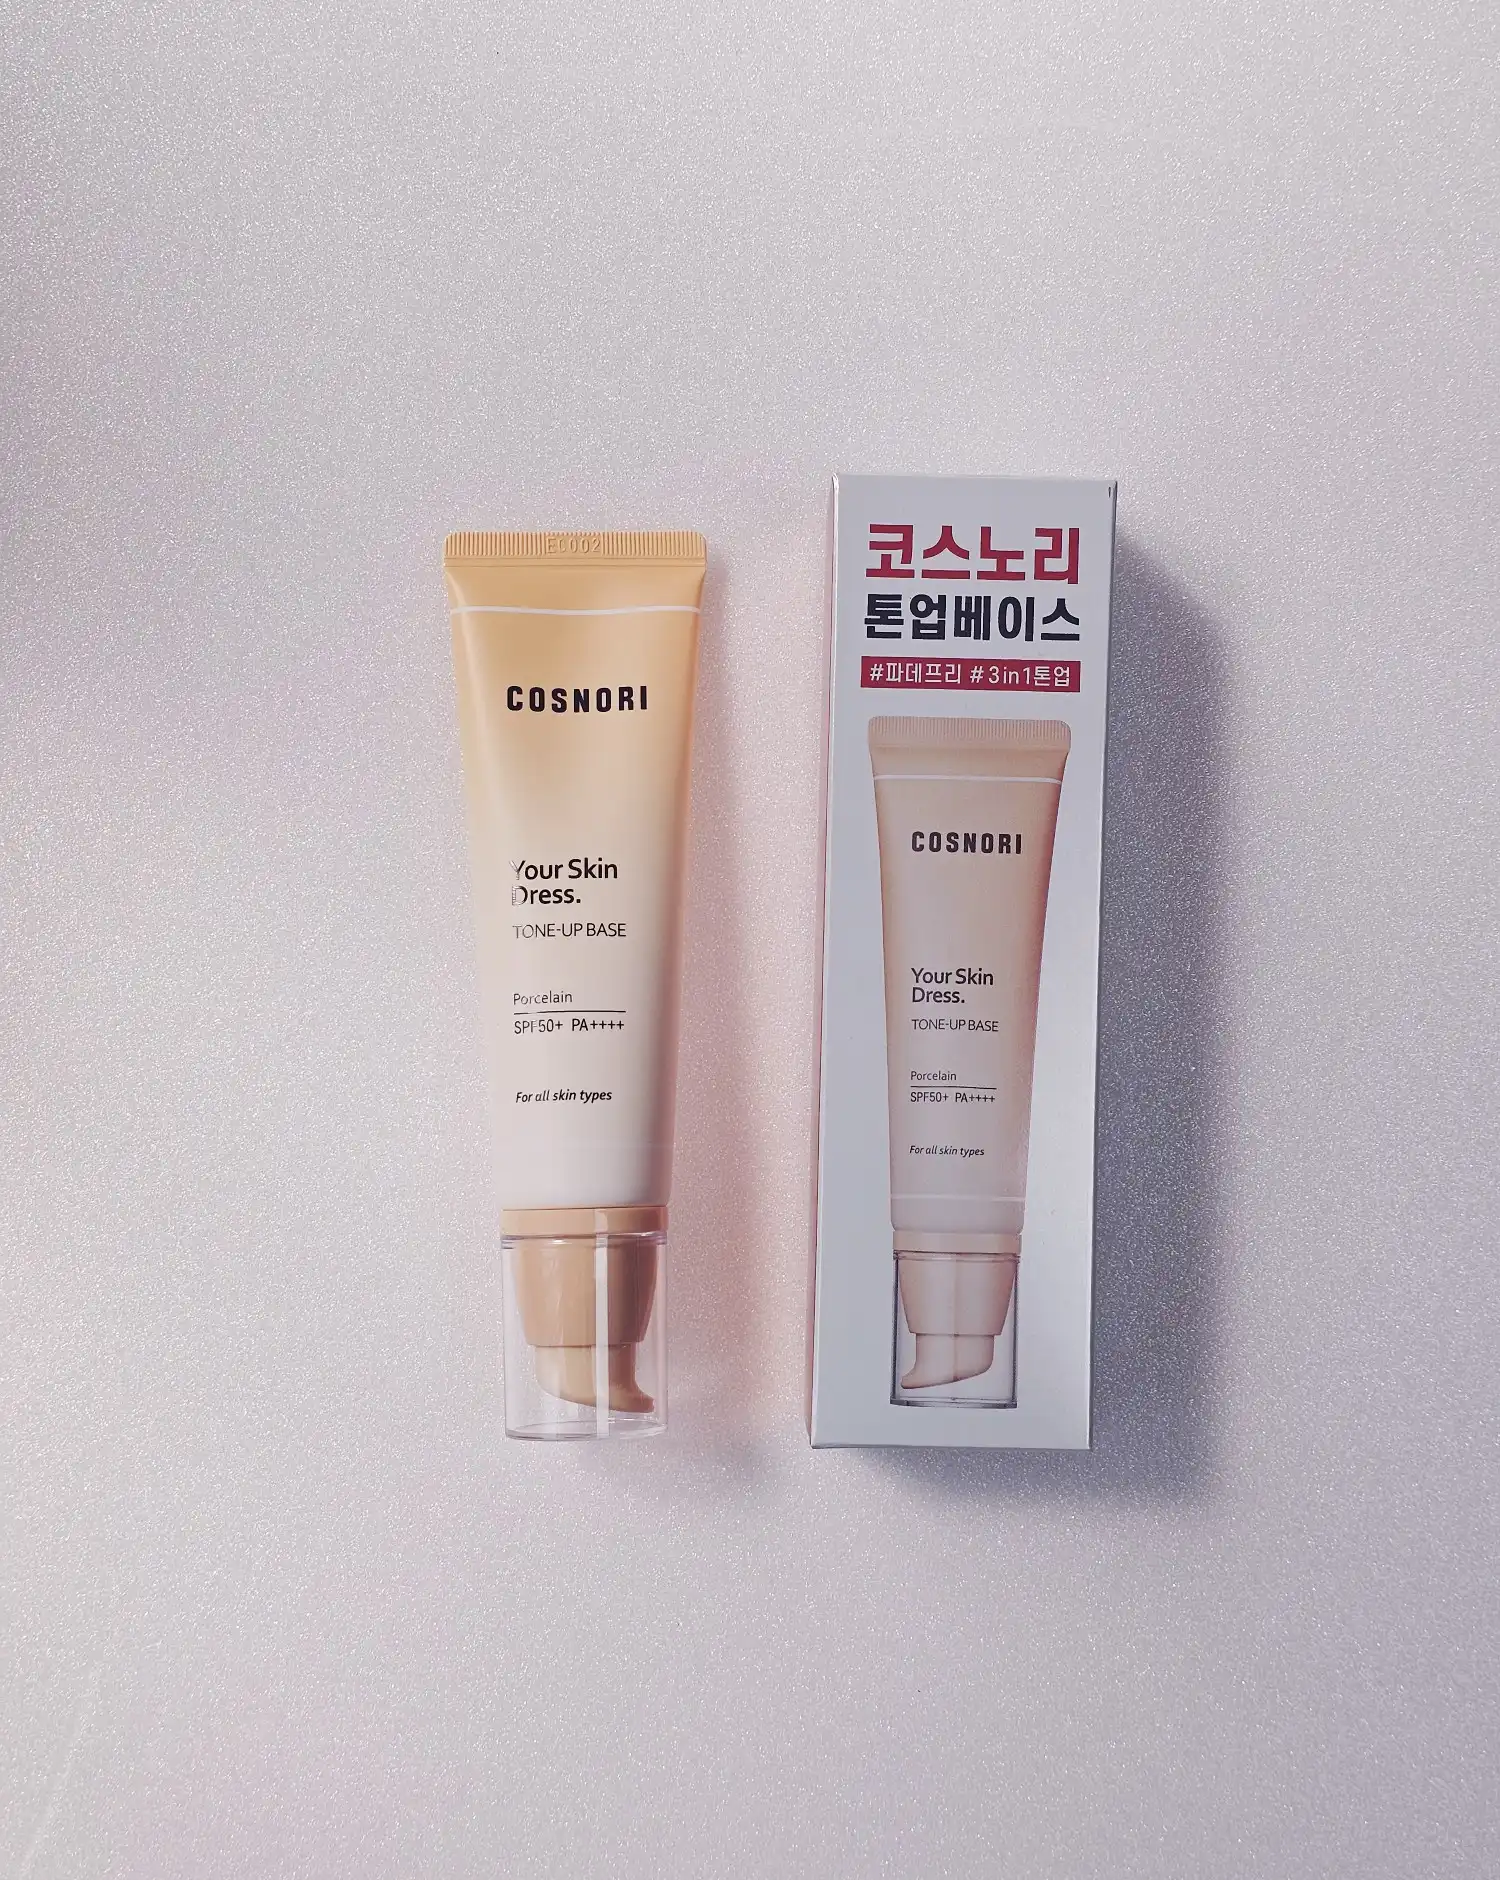 EC002
COSNORI
Your Skin
Dress.
TONE-UP BASE
Porcelain
SPF50+ PA++++
For all skin types
코스노리
톤업베이스
#파데프리 #3in1톤업
COSNORI
Your Skin
Dress.
TONE-UP BASE
Porcelain
SPF50+ PA++++
For all skin types